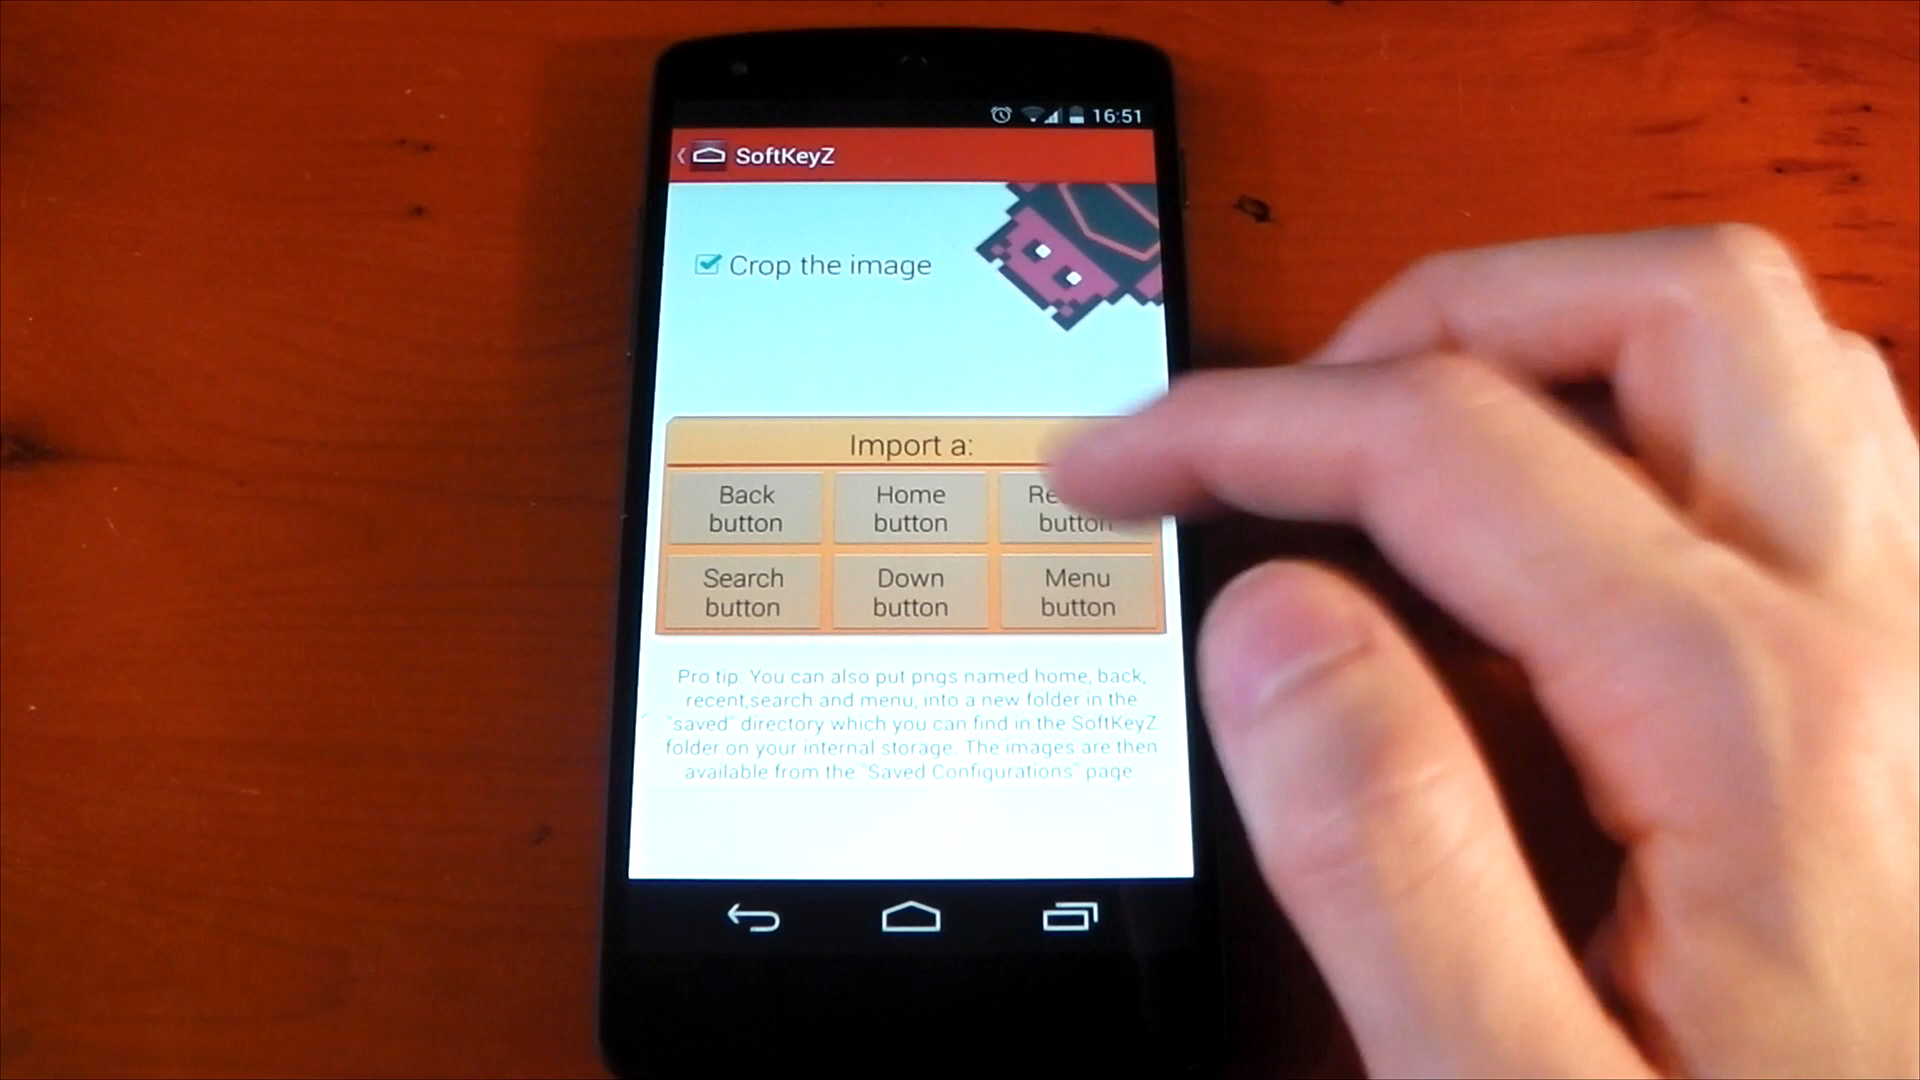 16:51
SoftKeyZ
Crop the image
Import a:
Back
button
Home
button
button
Search
button
Down
button
Menu
button
Pro tip: You can also put pngs named home, back,
recent,search and menu, into a new folder in the
"saved" directory which you can find in the SoftKeyZ
folder on your internal storage. The images are then
available from the "Saved Configurations" page.